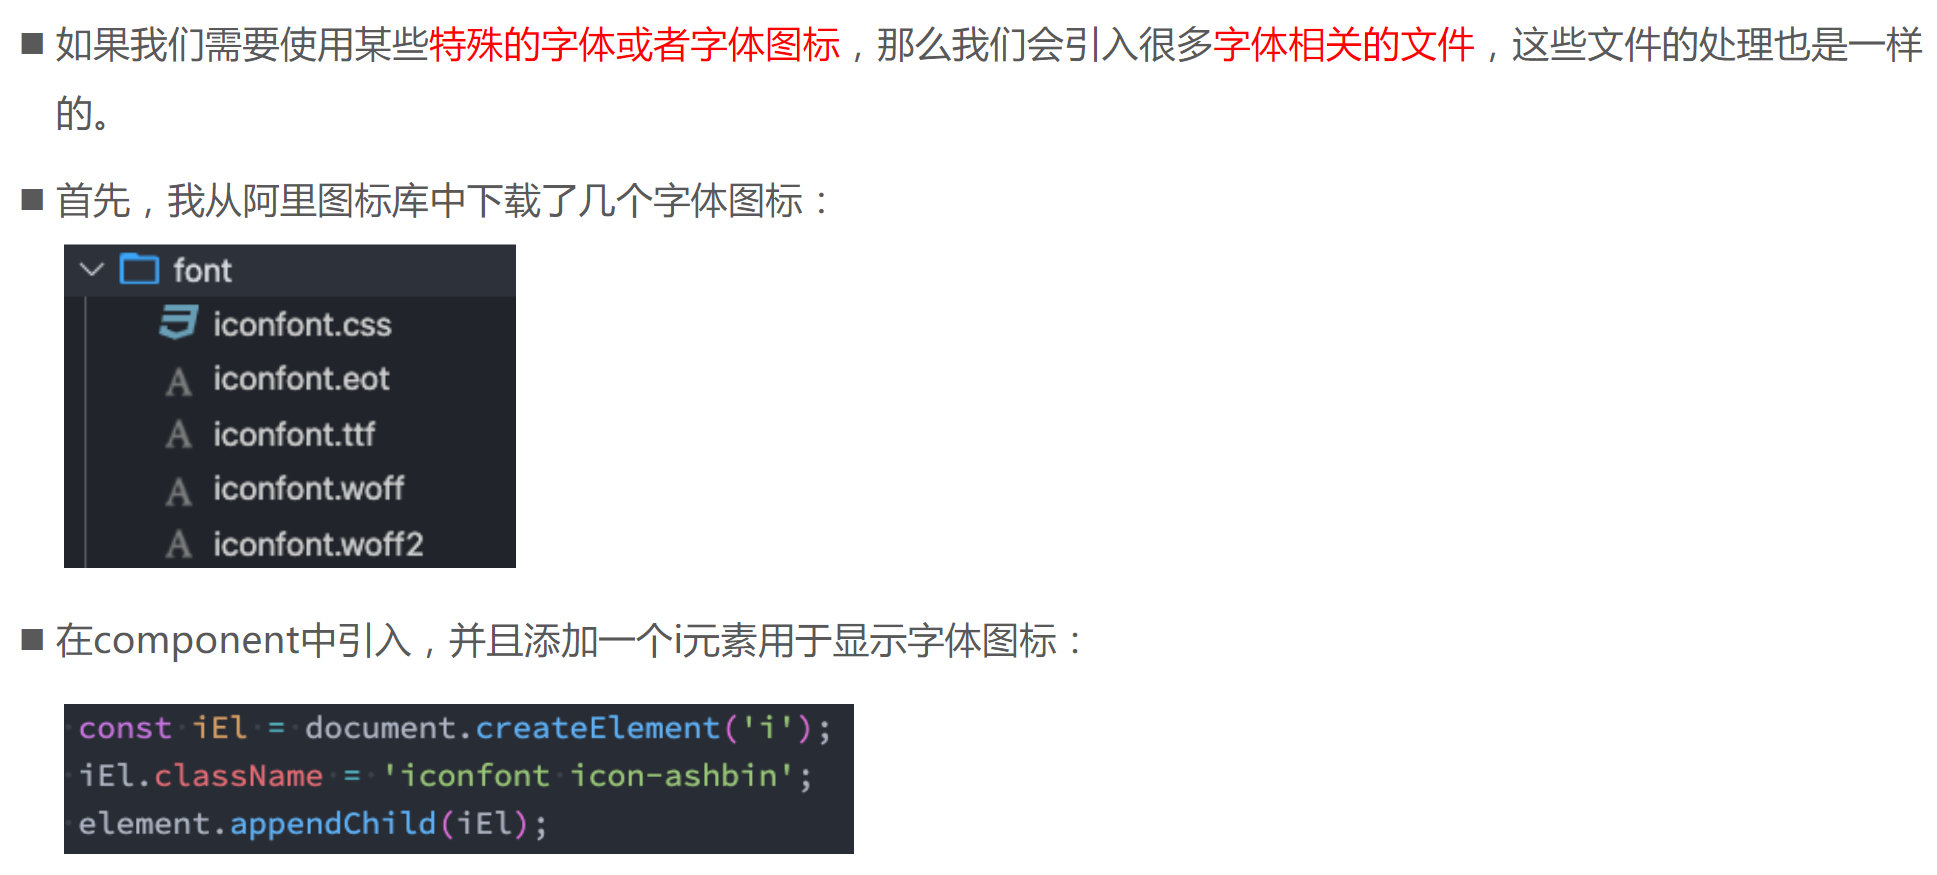 ■ 如果我们需要使用某些特殊的字体或者字体图标，那么我们会引入很多字体相关的文件，这些文件的处理也是一样
的。
■ 首先，我从阿里图标库中下载了几个字体图标：
font
iconfont.css
iconfont.eot
iconfont.ttf
iconfont.woff
iconfont.woff2
■ 在component中引入，并且添加一个i元素用于显示字体图标：
const iEl = document.createElement('i');
iEl.className = 'iconfont icon-ashbin';
element.appendChild(iEl);